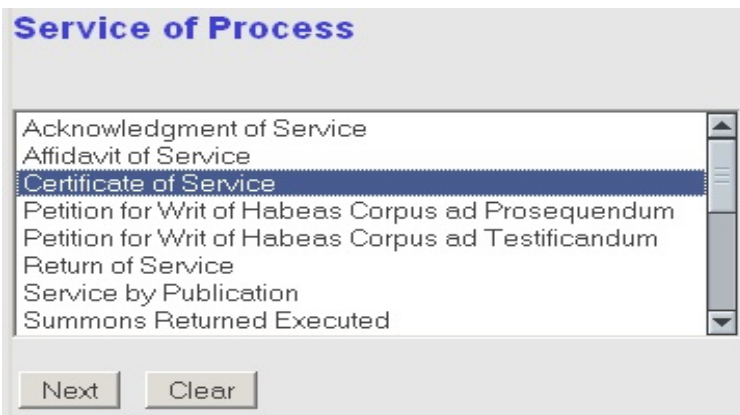 Service of Process
Acknowledgment of Service
Affidavit of Service
Certificate of Service
Petition for Writ of Habeas Corpus ad Prosequendum
Petition for Writ of Habeas Corpus ad Testificandum
Return of Service
Service by Publication
Summons Returned Executed
Next Clear